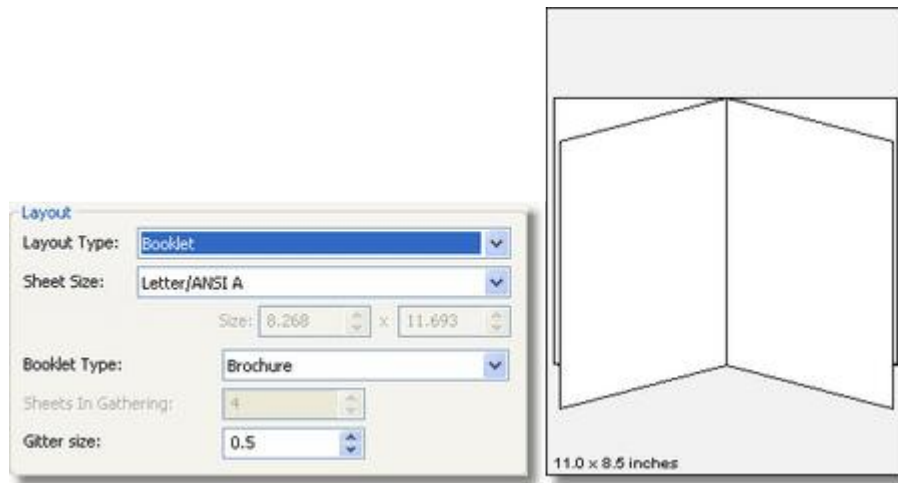 Layout
Layout Type: Booklet
Sheet Size: Letter/ANSI A
Size: 8.268 x 11.693
Booklet Type: Brochure
Sheets In Gathering: 4
Gitter size: 0.5
11.0 x 8.5 inches